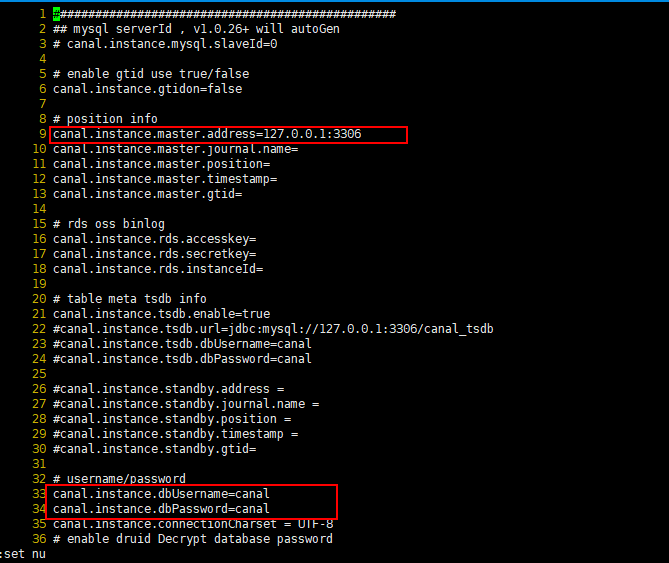 1 ################################################
2 ## mysql serverId , v1.0.26+ will autoGen
3 # canal.instance.mysql.slaveId=0
4
5 # enable gtid use true/false
6 canal.instance.gtidon=false
7
8 # position info
9 canal.instance.master.address=127.0.0.1:3306
10 canal.instance.master.journal.name=
11 canal.instance.master.position=
12 canal.instance.master.timestamp=
13 canal.instance.master.gtid=
14
15 # rds oss binlog
16 canal.instance.rds.accesskey=
17 canal.instance.rds.secretkey=
18 canal.instance.rds.instanceId=
19
20 # table meta tsdb info
21 canal.instance.tsdb.enable=true
22 #canal.instance.tsdb.url=jdbc:mysql://127.0.0.1:3306/canal_tsdb
23 #canal.instance.tsdb.dbUsername=canal
24 #canal.instance.tsdb.dbPassword=canal
25
26 #canal.instance.standby.address =
27 #canal.instance.standby.journal.name =
28 #canal.instance.standby.position =
29 #canal.instance.standby.timestamp =
30 #canal.instance.standby.gtid=
31
32 # username/password
33 canal.instance.dbUsername=canal
34 canal.instance.dbPassword=canal
35 canal.instance.connectionCharset = UTF-8
36 # enable druid Decrypt database password
:set nu